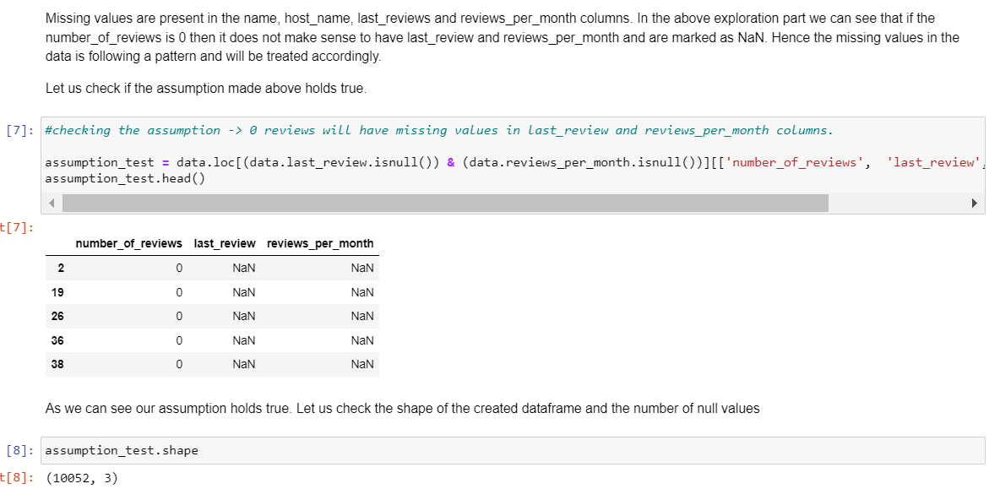 Missing values are present in the name, host_name, last_reviews and reviews_per_month columns. In the above exploration part we can see that if the
number_of_reviews is 0 then it does not make sense to have last_review and reviews_per_month and are marked as NaN. Hence the missing values in the
data is following a pattern and will be treated accordingly.
Let us check if the assumption made above holds true.
[7]: #checking the assumption -> 0 reviews will have missing values in last_review and reviews_per_month columns.
assumption_test = data.loc[(data.last_review.isnull()) & (data.reviews_per_month.isnull())][['number_of_reviews',  'last_review',
assumption_test.head()
t[7]:
number_of_reviews last_review reviews_per_month
2 0 NaN NaN
19 0 NaN NaN
26 0 NaN NaN
36 0 NaN NaN
38 0 NaN NaN
As we can see our assumption holds true. Let us check the shape of the created dataframe and the number of null values
[8]: assumption_test.shape
t[8]: (10052, 3)